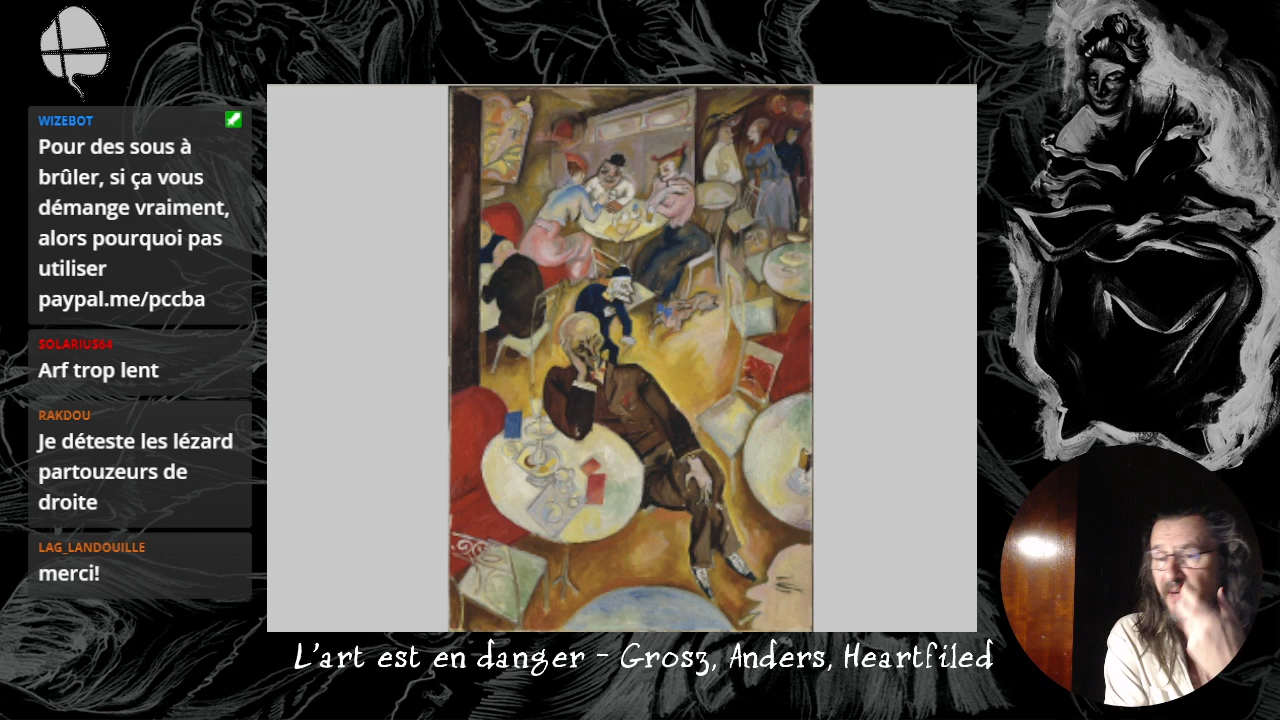 WIZEBOT
Pour des sous à
brûler, si ça vous
démange vraiment,
alors pourquoi pas
utiliser
paypal.me/pccba
SOLARIUS64
Arf trop lent
RAKDOU
Je déteste les lézard
partouzeurs de
droite
LAG_LANDOUILLE
merci!
L'art est en danger - Grosz, Anders, Heartfiled